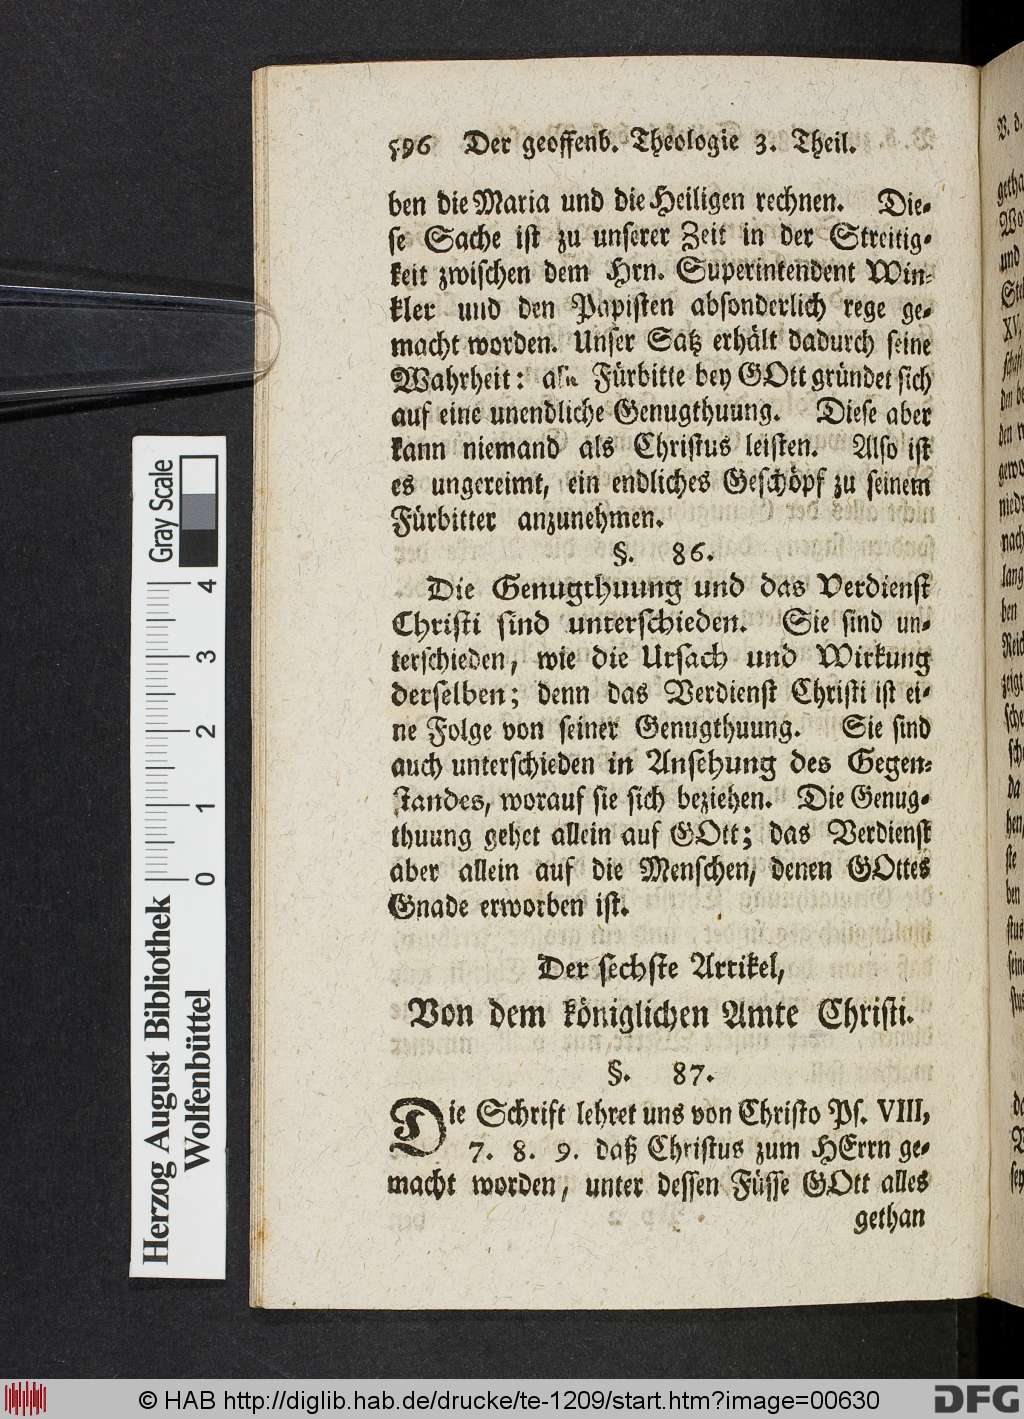 596 Der geoffenb. Theologie 3. Theil.
ben die Maria und die Heiligen rechnen. Die-
se Sache ist zu unserer Zeit in der Streitig-
keit zwischen dem Hrn. Superintendent Win-
kler und den Papisten absonderlich rege ge-
macht worden. Unser Satz erhält dadurch seine
Wahrheit: alle Fürbitte bey GOtt gründet sich
auf eine unendliche Genugthuung. Diese aber
kann niemand als Christus leisten. Also ist
es ungereimt, ein endliches Geschöpf zu seinem
Fürbitter anzunehmen.
§. 86.
Die Genugthuung und das Verdienst
Christi sind unterschieden. Sie sind un-
terschieden, wie die Ursach und Wirkung
derselben; denn das Verdienst Christi ist ei-
ne Folge von seiner Genugthuung. Sie sind
auch unterschieden in Ansehung des Gegen-
standes, worauf sie sich beziehen. Die Genug-
thuung gehet allein auf GOtt; das Verdienst
aber allein auf die Menschen, denen GOttes
Gnade erworben ist.
Der sechste Artikel,
Von dem königlichen Amte Christi.
§. 87.
Die Schrift lehret uns von Christo Ps. VIII,
7. 8. 9. daß Christus zum HErrn ge-
macht worden, unter dessen Füsse GOtt alles
gethan
Gray Scale
0 1 2 3 4
Herzog August Bibliothek
Wolfenbüttel
© HAB http://diglib.hab.de/drucke/te-1209/start.htm?image=00630
DFG